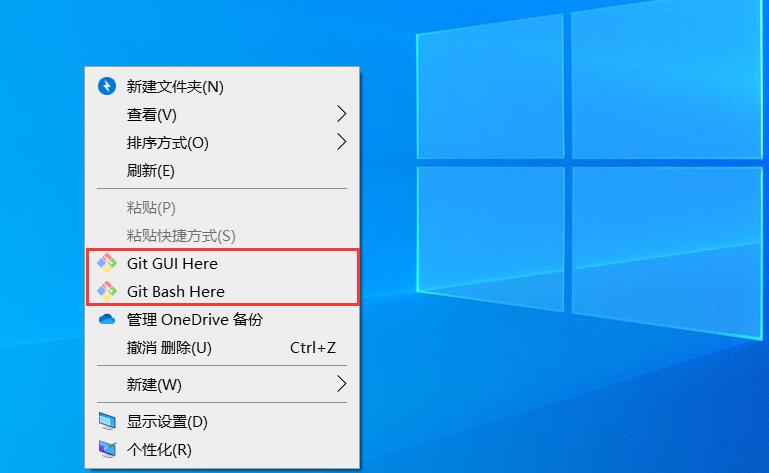 新建文件夹(N)
查看(V)
排序方式(O)
刷新(E)
粘贴(P)
粘贴快捷方式(S)
Git GUI Here
Git Bash Here
管理 OneDrive 备份
撤消 删除(U) Ctrl+Z
新建(W)
显示设置(D)
个性化(R)